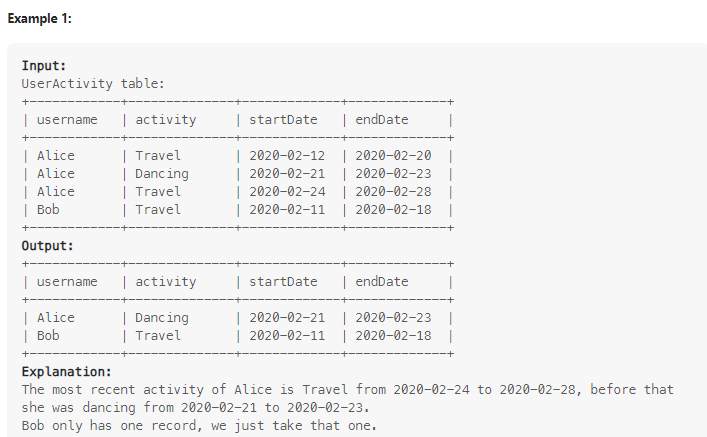 Example 1:
Input:
UserActivity table:
+------------+--------------+-------------+-------------+
| username   | activity     | startDate   | endDate     |
+------------+--------------+-------------+-------------+
| Alice      | Travel       | 2020-02-12  | 2020-02-20  |
| Alice      | Dancing      | 2020-02-21  | 2020-02-23  |
| Alice      | Travel       | 2020-02-24  | 2020-02-28  |
| Bob        | Travel       | 2020-02-11  | 2020-02-18  |
+------------+--------------+-------------+-------------+
Output:
+------------+--------------+-------------+-------------+
| username   | activity     | startDate   | endDate     |
+------------+--------------+-------------+-------------+
| Alice      | Dancing      | 2020-02-21  | 2020-02-23  |
| Bob        | Travel       | 2020-02-11  | 2020-02-18  |
+------------+--------------+-------------+-------------+
Explanation:
The most recent activity of Alice is Travel from 2020-02-24 to 2020-02-28, before that
she was dancing from 2020-02-21 to 2020-02-23.
Bob only has one record, we just take that one.